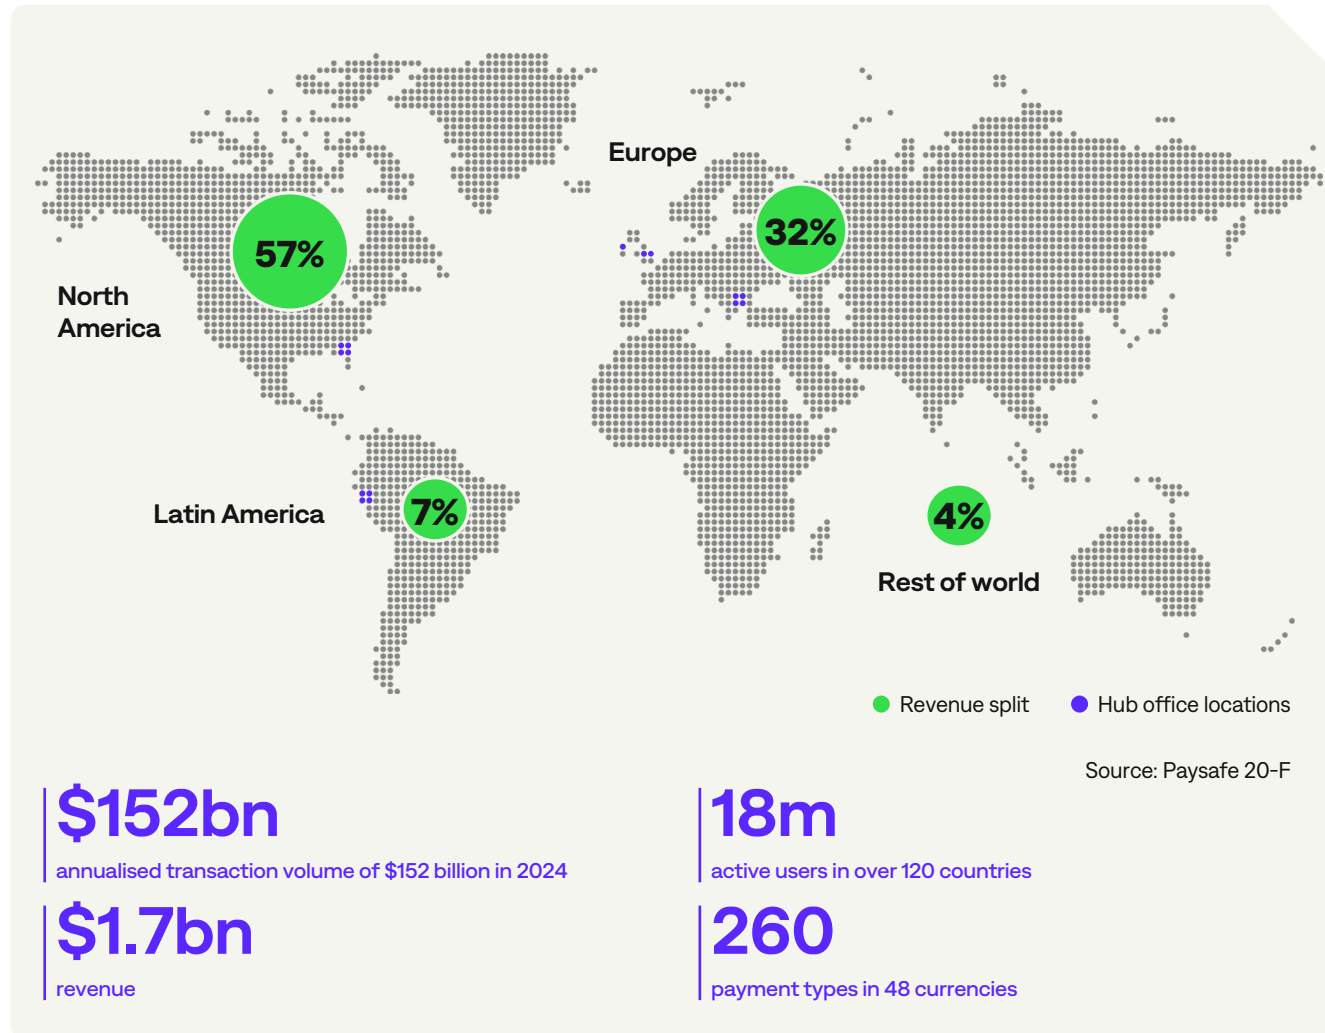 Europe
57%
32%
North
America
Latin America
7%
4%
Rest of world
Revenue split
Hub office locations
Source: Paysafe 20-F
$152bn
annualised transaction volume of $152 billion in 2024
18m
active users in over 120 countries
$1.7bn
revenue
260
payment types in 48 currencies